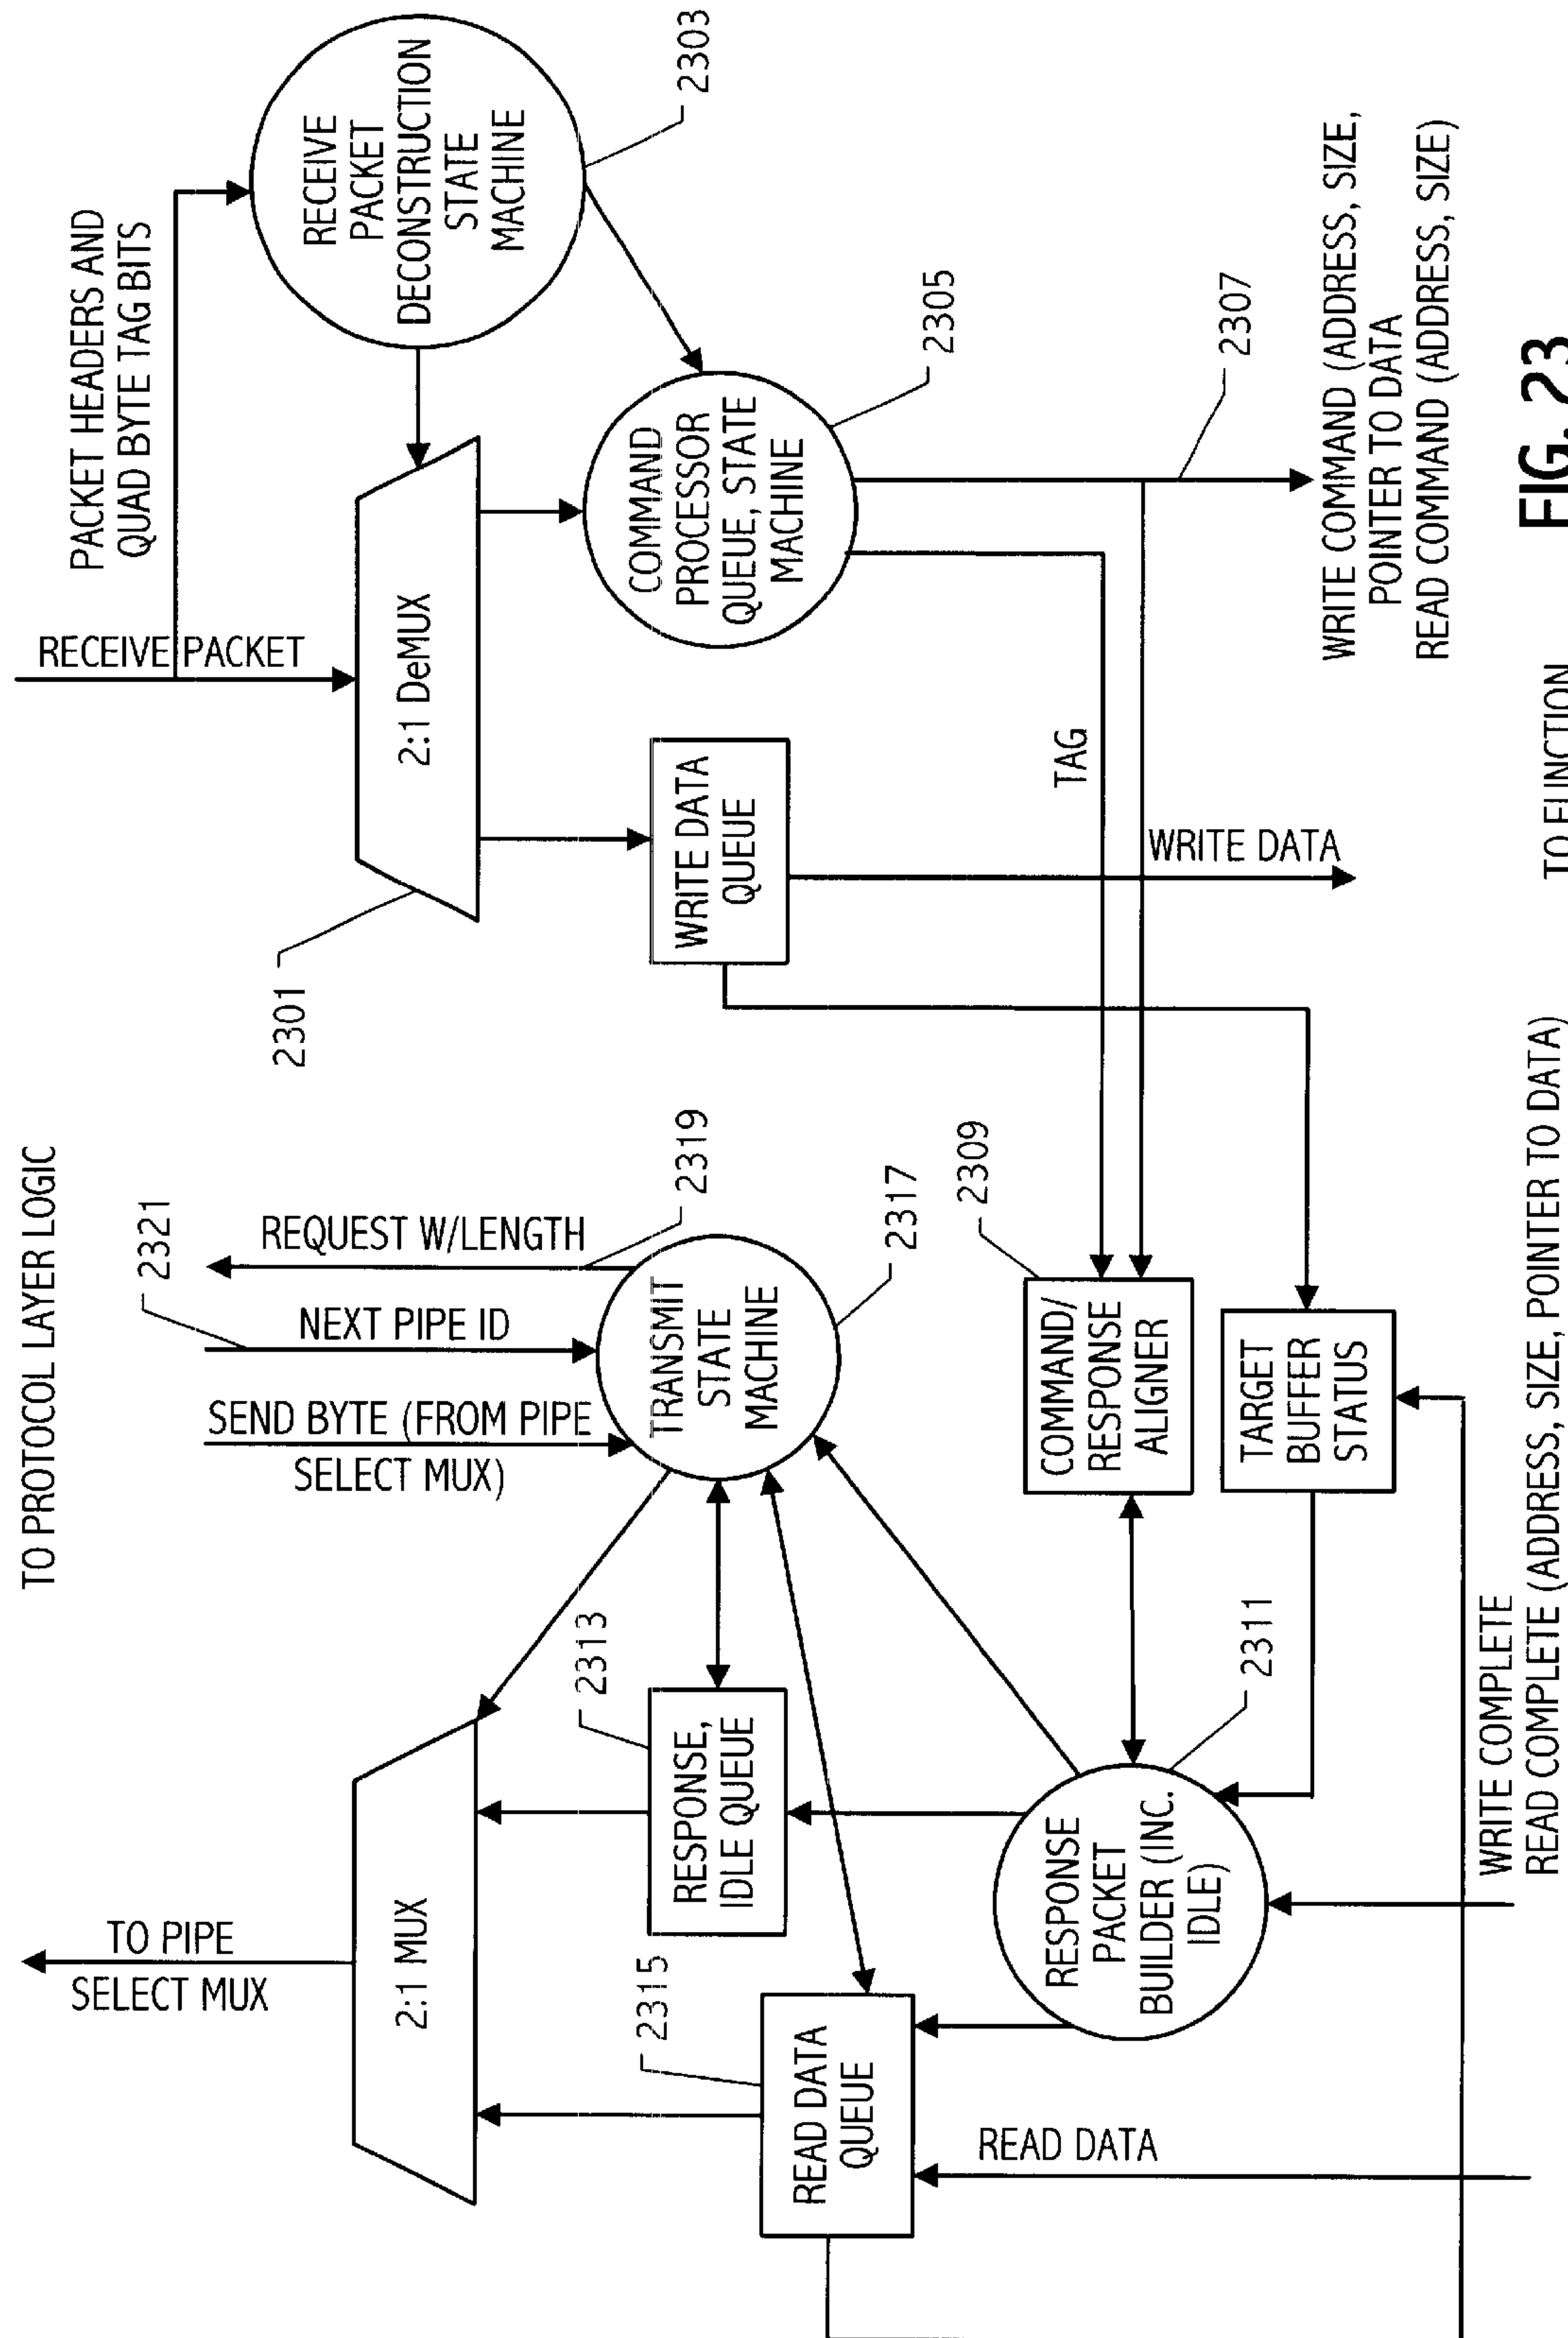 TO PROTOCOL LAYER LOGIC
RECEIVE PACKET
PACKET HEADERS AND
QUAD BYTE TAG BITS
RECEIVE
PACKET
DECONSTRUCTION
STATE
MACHINE
2303
2:1 DeMUX
2301
COMMAND
PROCESSOR
QUEUE, STATE
MACHINE
2305
2307
WRITE DATA
QUEUE
WRITE DATA
TAG
WRITE COMMAND (ADDRESS, SIZE,
POINTER TO DATA
READ COMMAND (ADDRESS, SIZE)
TO PIPE
SELECT MUX
2:1 MUX
2321
REQUEST W/LENGTH
2319
NEXT PIPE ID
SEND BYTE (FROM PIPE
SELECT MUX)
TRANSMIT
STATE
MACHINE
2317
2313
RESPONSE,
IDLE QUEUE
2315
READ DATA
QUEUE
READ DATA
2309
COMMAND/
RESPONSE
ALIGNER
TARGET
BUFFER
STATUS
RESPONSE
PACKET
BUILDER (INC.
IDLE)
2311
WRITE COMPLETE
READ COMPLETE (ADDRESS, SIZE, POINTER TO DATA)
TO FUNCTION
FIG. 23